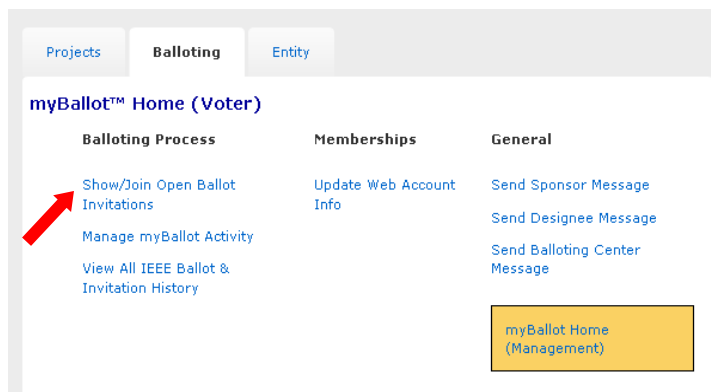 Projects
Balloting
Entity
myBallot™ Home (Voter)
Balloting Process
Memberships
General
Show/Join Open Ballot
Invitations
Manage myBallot Activity
View All IEEE Ballot &
Invitation History
Update Web Account
Info
Send Sponsor Message
Send Designee Message
Send Balloting Center
Message
myBallot Home
(Management)